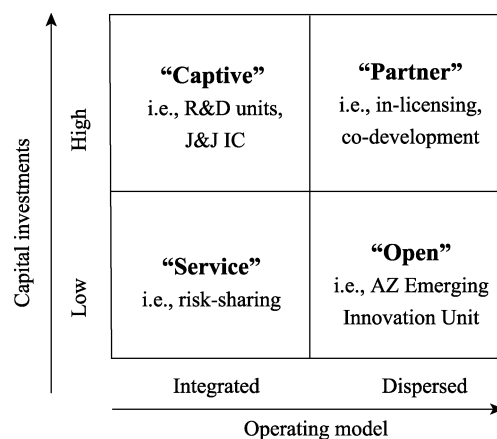 Capital investments
High
Low
“Captive”
i.e., R&D units,
J&J IC
“Partner”
i.e., in-licensing,
co-development
“Service”
i.e., risk-sharing
“Open”
i.e., AZ Emerging
Innovation Unit
Integrated
Dispersed
Operating model